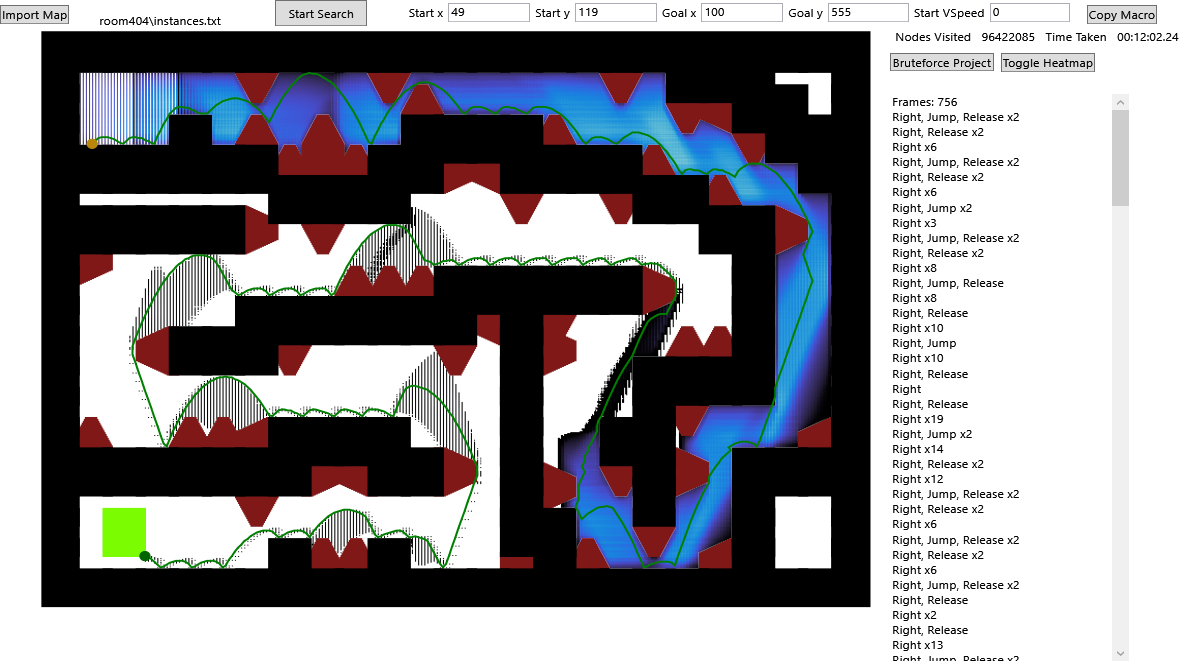 Import Map
room404\instances.txt
Start Search
Start x 49 Start y 119 Goal x 100 Goal y 555 Start VSpeed 0
Copy Macro
Nodes Visited 96422085 Time Taken 00:12:02.24
Bruteforce Project Toggle Heatmap
Frames: 756
Right, Jump, Release x2
Right, Release x2
Right x6
Right, Jump, Release x2
Right, Release x2
Right x6
Right, Jump x2
Right x3
Right, Jump, Release x2
Right, Release x2
Right x8
Right, Jump, Release
Right x8
Right, Release
Right x10
Right, Jump
Right x10
Right, Release
Right
Right, Release
Right x19
Right, Jump x2
Right x14
Right, Release x2
Right x12
Right, Jump, Release x2
Right, Release x2
Right x6
Right, Jump, Release x2
Right, Release x2
Right x6
Right, Jump, Release x2
Right, Release
Right x2
Right, Release
Right x13
Right, Jump, Release x2